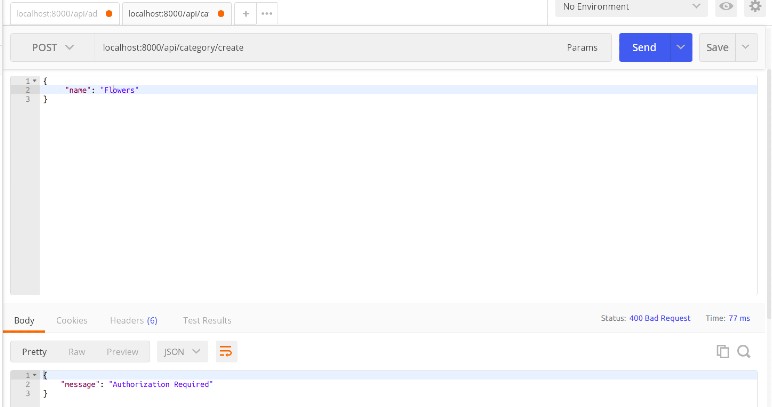 localhost:8000/api/ad
localhost:8000/api/ca
No Environment
POST localhost:8000/api/category/create Params Send Save
1 {
2 "name": "Flowers"
3 }
Body Cookies Headers (6) Test Results Status: 400 Bad Request Time: 77 ms
Pretty Raw Preview JSON
1 {
2 "message": "Authorization Required"
3 }